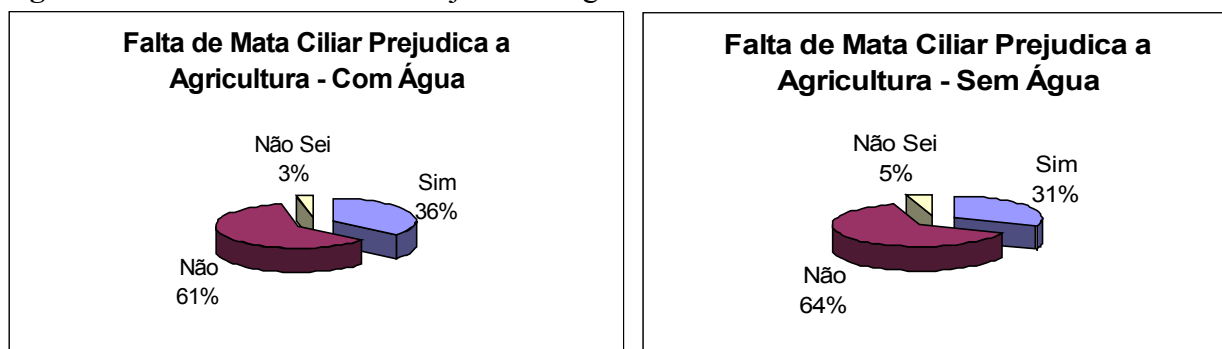 Falta de Mata Ciliar Prejudica a
Agricultura - Com Água
Não Sei
3%
Sim
36%
Não
61%
Falta de Mata Ciliar Prejudica a
Agricultura - Sem Água
Não Sei
5%
Sim
31%
Não
64%